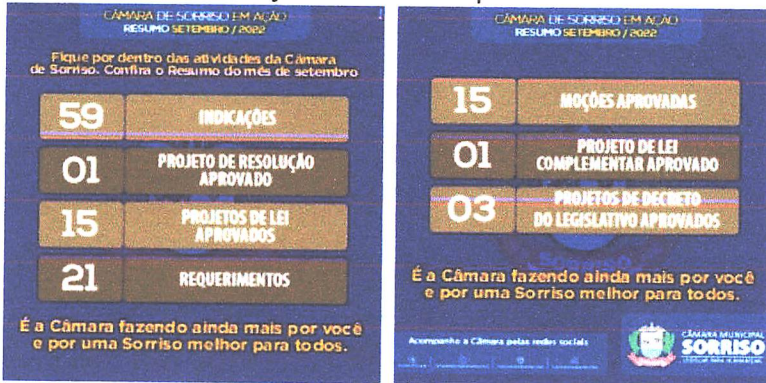 CÂMARA DE SORRISO EM AÇÃO
RESUMO SETEMBRO / 2022
Fique por dentro das atividades da Câmara
de Sorriso. Confira o Resumo do mês de setembro
59 INDICAÇÕES
01 PROJETO DE RESOLUÇÃO
APROVADO
15 PROJETOS DE LEI
APROVADOS
21 REQUERIMENTOS
É a Câmara fazendo ainda mais por você
e por uma Sorriso melhor para todos.
CÂMARA DE SORRISO EM AÇÃO
RESUMO SETEMBRO / 2022
15 MOÇÕES APROVADAS
01 PROJETO DE LEI
COMPLEMENTAR APROVADO
03 PROJETOS DE DECRETO
DO LEGISLATIVO APROVADOS
SORRISO
É a Câmara fazendo ainda mais por você
e por uma Sorriso melhor para todos.
Acompanhe a Câmara pelas redes sociais
CÂMARA MUNICIPAL
SORRISO